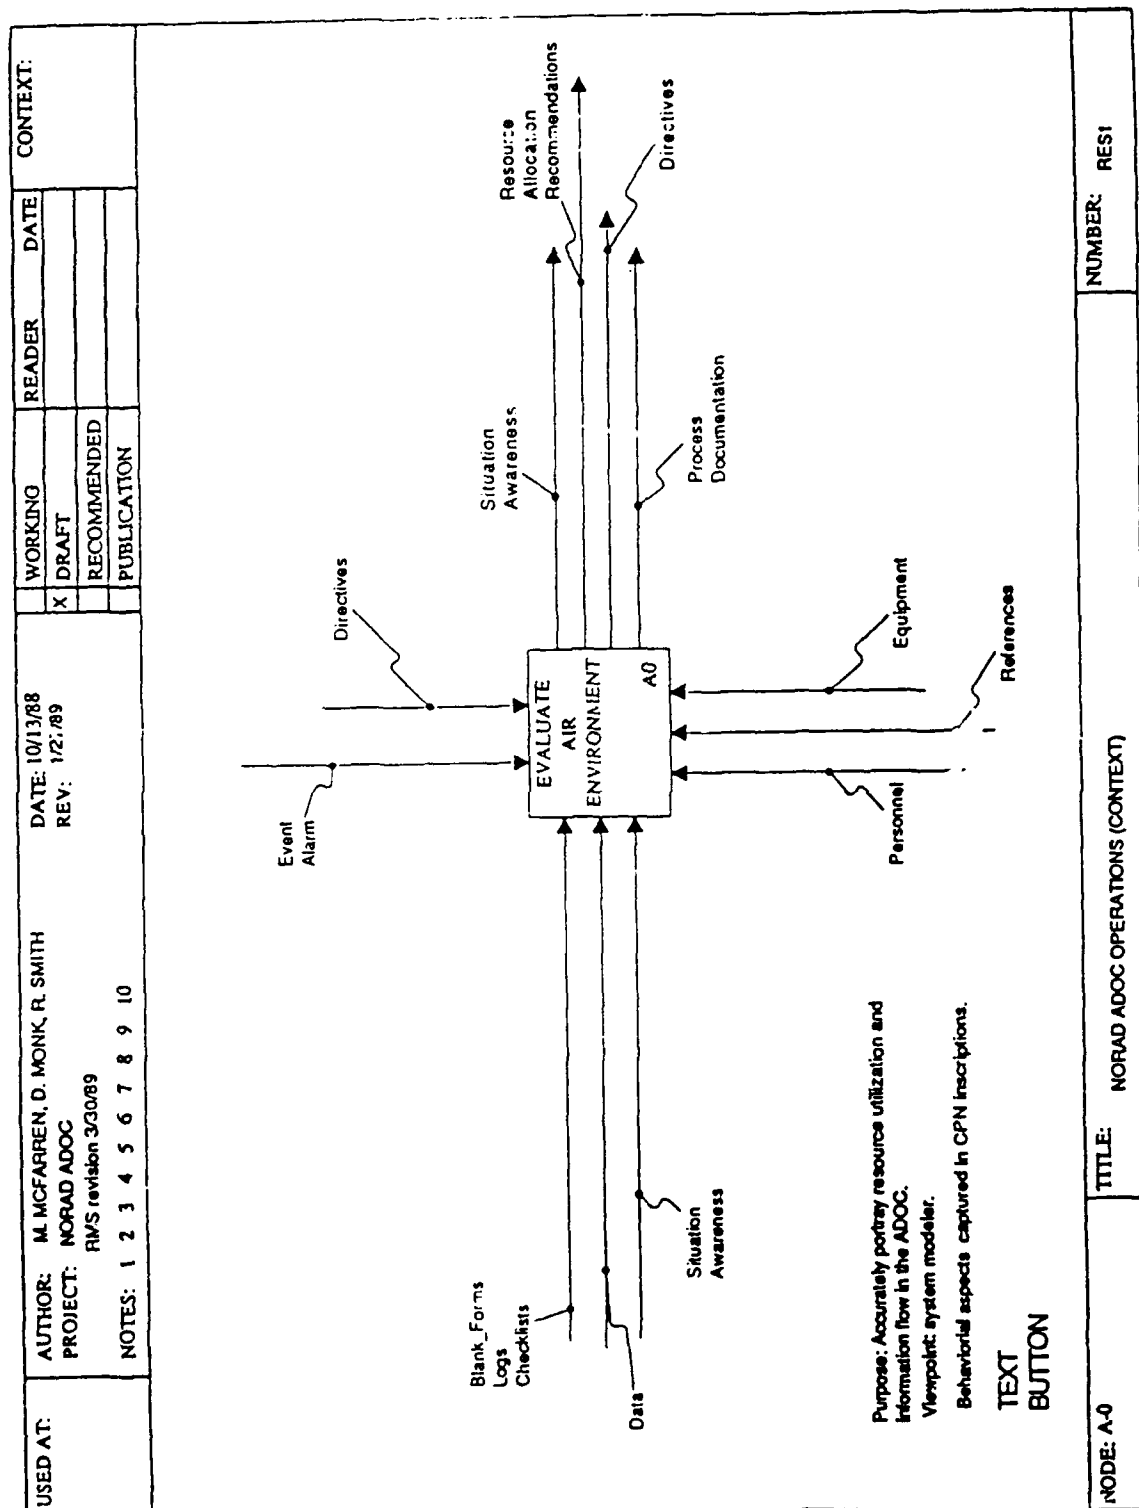 USED AT:
AUTHOR: M. MCFARREN, D. MONK, R. SMITH
PROJECT: NORAD ADOC
RMS revision 3/30/89
NOTES: 1 2 3 4 5 6 7 8 9 10
DATE: 10/13/88
REV:
WORKING
X DRAFT
RECOMMENDED
PUBLICATION
READER DATE
CONTEXT:
Event
Alarm
Directives
Blank_Forms
Logs
Checklists
Data
Situation
Awareness
EVALUATE
AIR
ENVIRONMENT
A0
Situation
Awareness
Resource
Allocation
Recommendations
Directives
Process
Documentation
Personnel
Equipment
References
Purpose: Accurately portray resource utilization and
information flow in the ADOC.
Viewpoint: system modeler.
Behaviorial aspects captured in CPN inscriptions.
TEXT
BUTTON
NODE: A-0
TITLE: NORAD ADOC OPERATIONS (CONTEXT)
NUMBER: RES1